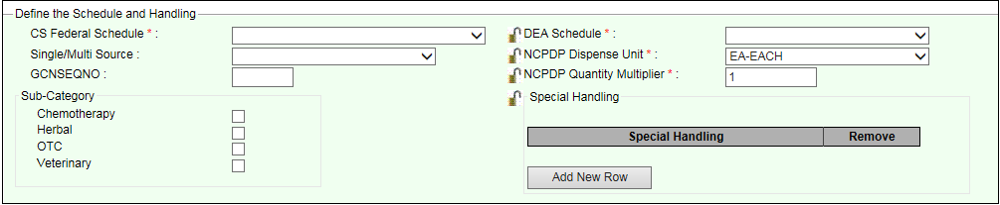 Define the Schedule and Handling
CS Federal Schedule * :
DEA Schedule * :
Single/Multi Source :
NCPDP Dispense Unit * :
EA-EACH
GCNSEQNO :
NCPDP Quantity Multiplier * :
1
Sub-Category
Chemotherapy
Herbal
OTC
Veterinary
Special Handling
Special Handling Remove
Add New Row